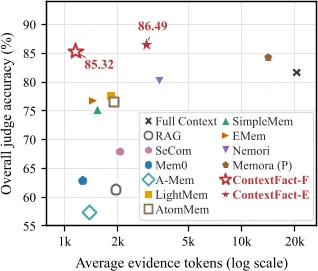 Overall judge accuracy (%)
90
85
80
75
70
65
60
55
86.49
85.32
Full Context
RAG
SeCom
Mem0
A-Mem
LightMem
AtomMem
SimpleMem
EMem
Nemori
Memora (P)
ContextFact-F
ContextFact-E
1k 2k 5k 10k 20k
Average evidence tokens (log scale)